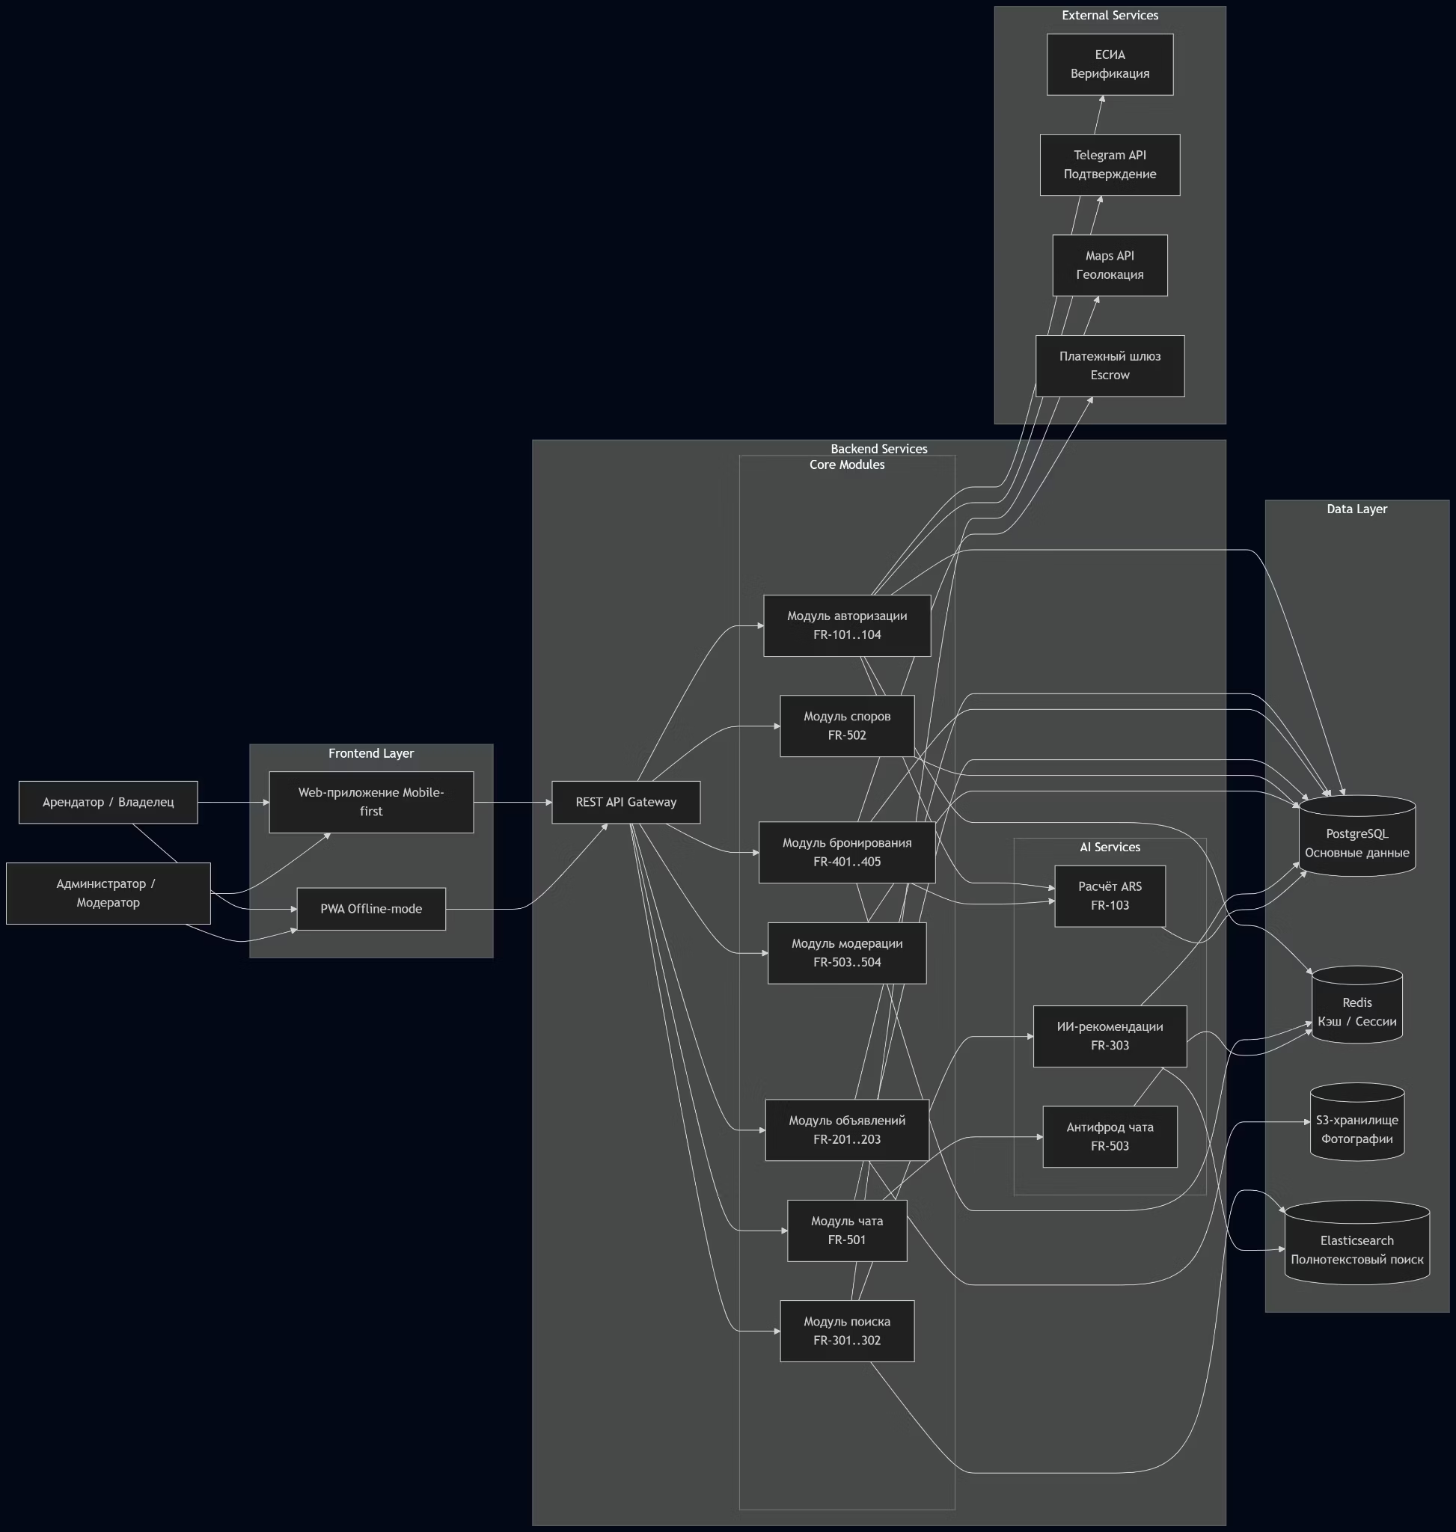 External Services
ЕСИА
Верификация
Telegram API
Подтверждение
Maps API
Геолокация
Платежный шлюз
Escrow
Backend Services
Core Modules
Модуль авторизации
FR-101..104
Модуль споров
FR-502
Модуль бронирования
FR-401..405
Модуль модерации
FR-503..504
Модуль объявлений
FR-201..203
Модуль чата
FR-501
Модуль поиска
FR-301..302
REST API Gateway
AI Services
Расчёт ARS
FR-103
ИИ-рекомендации
FR-303
Антифрод чата
FR-503
Frontend Layer
Web-приложение Mobile-
first
PWA Offline-mode
Арендатор / Владелец
Администратор /
Модератор
Data Layer
PostgreSQL
Основные данные
Redis
Кэш / Сессии
S3-хранилище
Фотографии
Elasticsearch
Полнотекстовый поиск